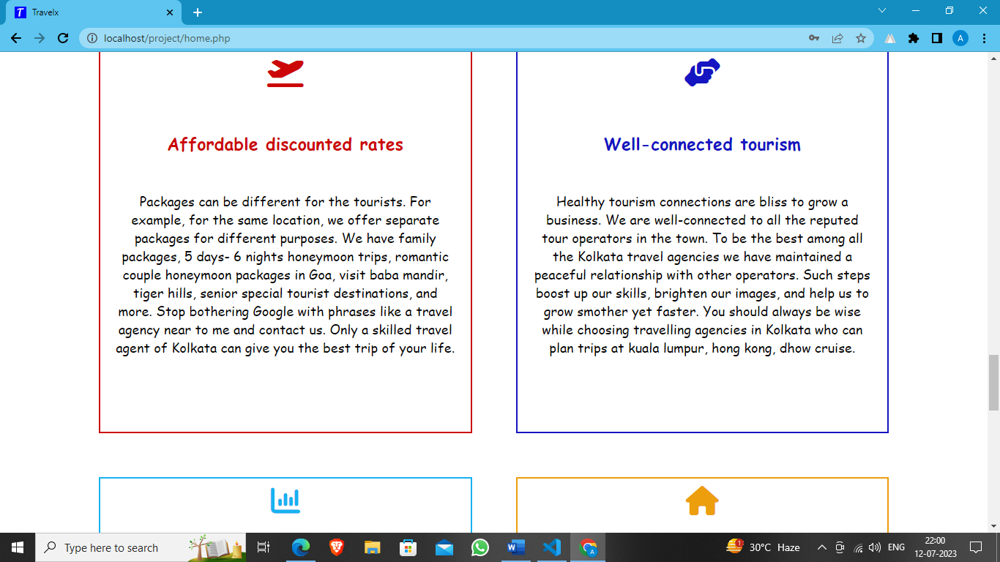 Travelx
localhost/project/home.php
A
Affordable discounted rates
Packages can be different for the tourists. For
example, for the same location, we offer separate
packages for different purposes. We have family
packages, 5 days- 6 nights honeymoon trips, romantic
couple honeymoon packages in Goa, visit baba mandir,
tiger hills, senior special tourist destinations, and
more. Stop bothering Google with phrases like a travel
agency near to me and contact us. Only a skilled travel
agent of Kolkata can give you the best trip of your life.
Well-connected tourism
Healthy tourism connections are bliss to grow a
business. We are well-connected to all the reputed
tour operators in the town. To be the best among all
the Kolkata travel agencies we have maintained a
peaceful relationship with other operators. Such steps
boost up our skills, brighten our images, and help us to
grow smother yet faster. You should always be wise
while choosing travelling agencies in Kolkata who can
plan trips at kuala lumpur, hong kong, dhow cruise.
Type here to search
1
30°C Haze
ENG
22:00
12-07-2023